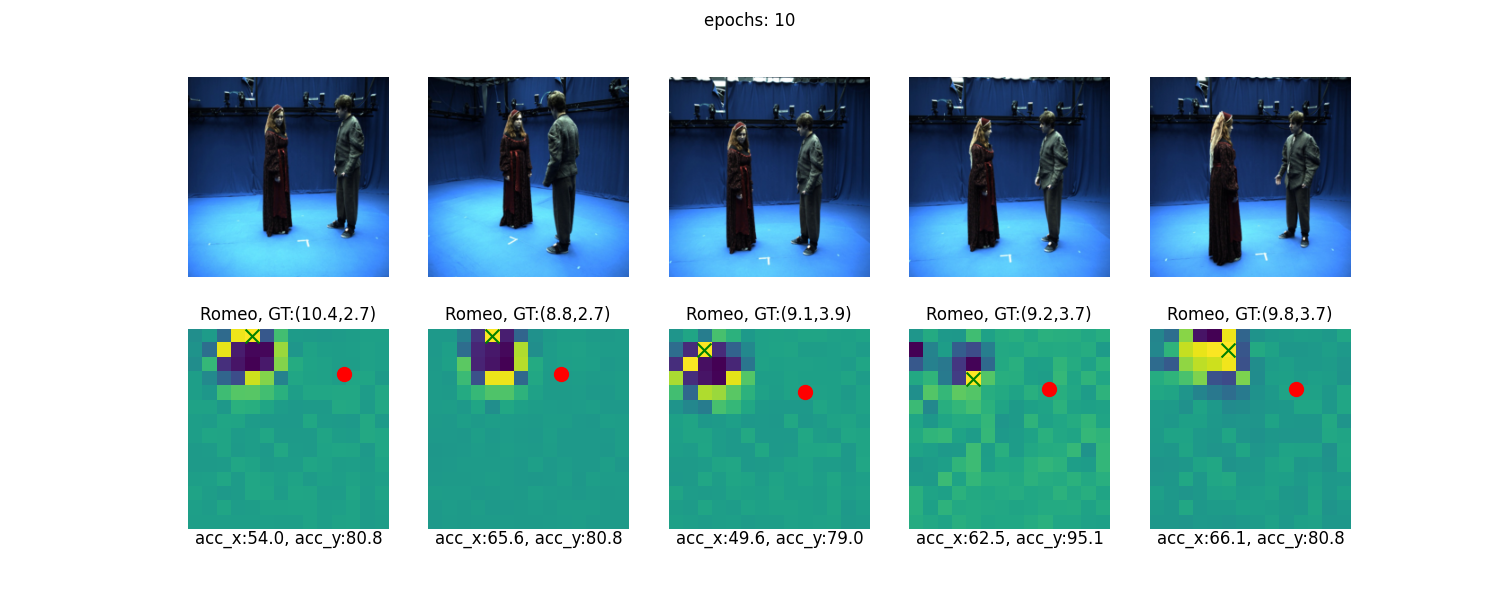 epochs: 10
Romeo, GT:(10.4,2.7)
Romeo, GT:(8.8,2.7)
Romeo, GT:(9.1,3.9)
Romeo, GT:(9.2,3.7)
Romeo, GT:(9.8,3.7)
acc_x:54.0, acc_y:80.8
acc_x:65.6, acc_y:80.8
acc_x:49.6, acc_y:79.0
acc_x:62.5, acc_y:95.1
acc_x:66.1, acc_y:80.8